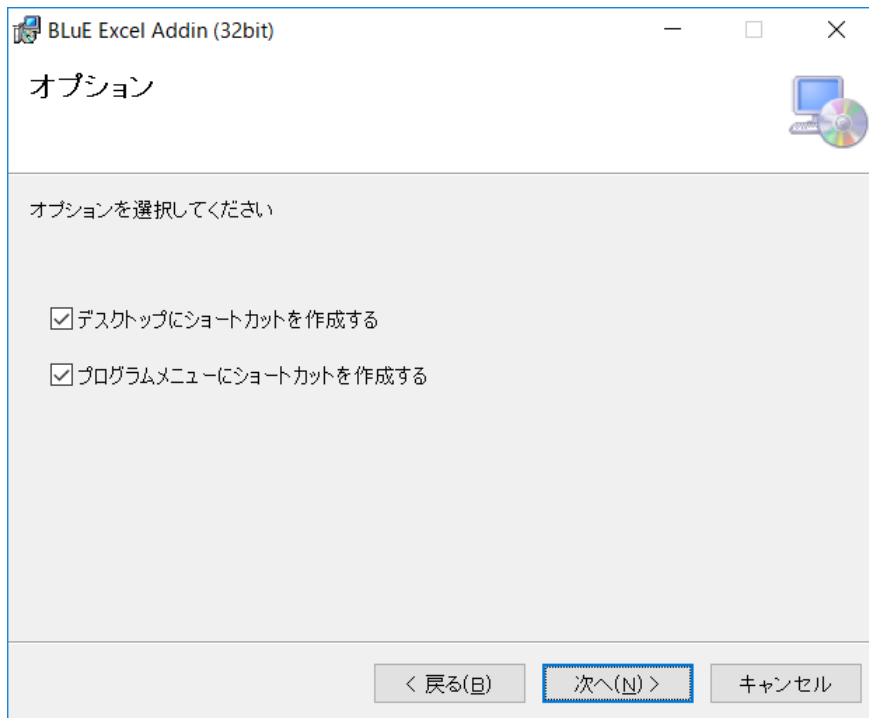 BLuE Excel Addin (32bit)
オプション
オプションを選択してください
デスクトップにショートカットを作成する
プログラムメニューにショートカットを作成する
< 戻る(B)
次へ(N) >
キャンセル